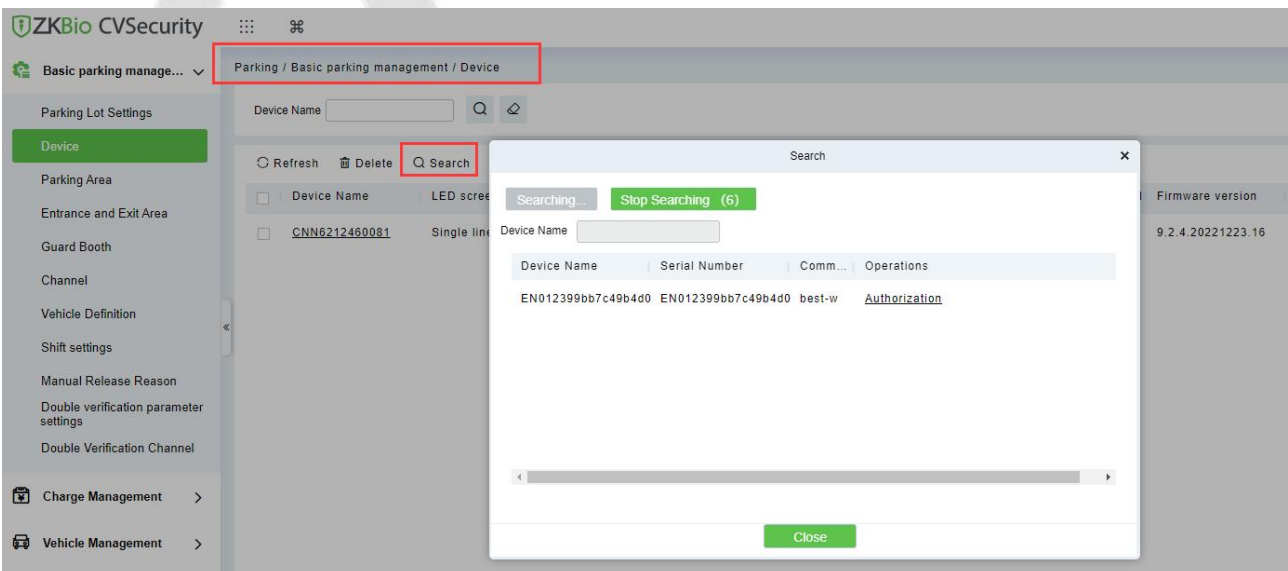 ZKBio CVSecurity
Basic parking manage...
Parking Lot Settings
Device
Parking Area
Entrance and Exit Area
Guard Booth
Channel
Vehicle Definition
Shift settings
Manual Release Reason
Double verification parameter
settings
Double Verification Channel
Charge Management
Vehicle Management
Parking / Basic parking management / Device
Device Name
Refresh Delete Search
Device Name LED scree Firmware version
CNN6212460081 Single line 9.2.4.20221223.16
Search
Searching... Stop Searching (6)
Device Name
Device Name Serial Number Comm... Operations
EN012399bb7c49b4d0 EN012399bb7c49b4d0 best-w Authorization
Close